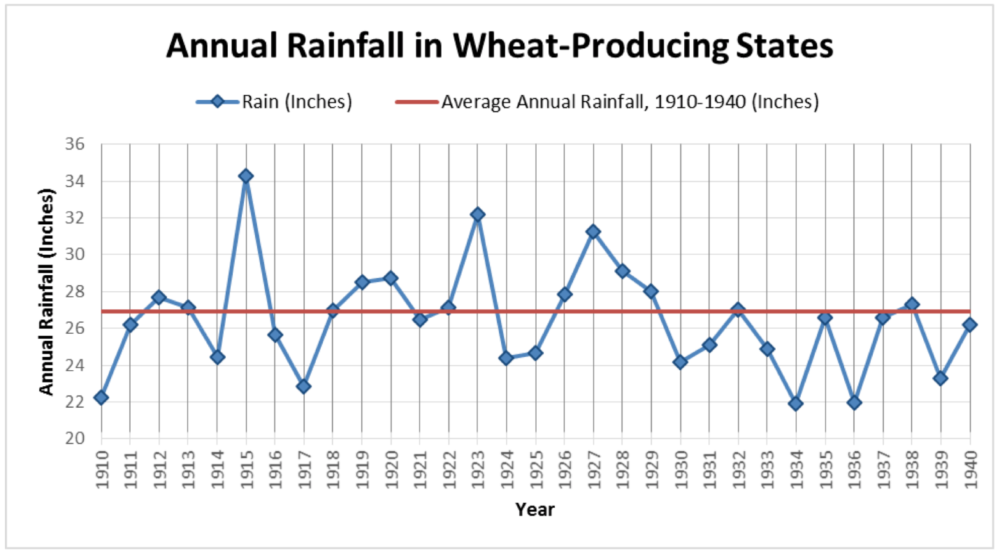 Annual Rainfall in Wheat-Producing States
Rain (Inches) Average Annual Rainfall, 1910-1940 (Inches)
Annual Rainfall (Inches)
36
34
32
30
28
26
24
22
20
1910 1911 1912 1913 1914 1915 1916 1917 1918 1919 1920 1921 1922 1923 1924 1925 1926 1927 1928 1929 1930 1931 1932 1933 1934 1935 1936 1937 1938 1939 1940
Year